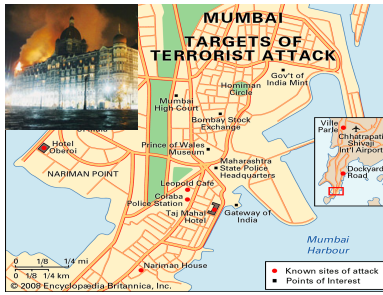 MUMBAI
TARGETS OF
TERRORIST ATTACK
Gov't of
India Mint
Horniman
Circle
Mumbai
High Court
Bombay Stock
Exchange
Ville
Parle
Chhatrapati
Shivaji
Int'l Airport
Dockyard
Road
of India
Hotel
Oberoi
Prince of Wales
Museum
Maharashtra
State Police
Headquarters
NARIMAN POINT
Leopold Café
Colaba
Police Station
Taj Mahal
Hotel
Gateway of
India
Mumbai
Harbour
Nariman House
0 1/8 1/4 mi
0 1/8 1/4 km
Known sites of attack
Points of Interest
© 2008 Encyclopædia Britannica, Inc.